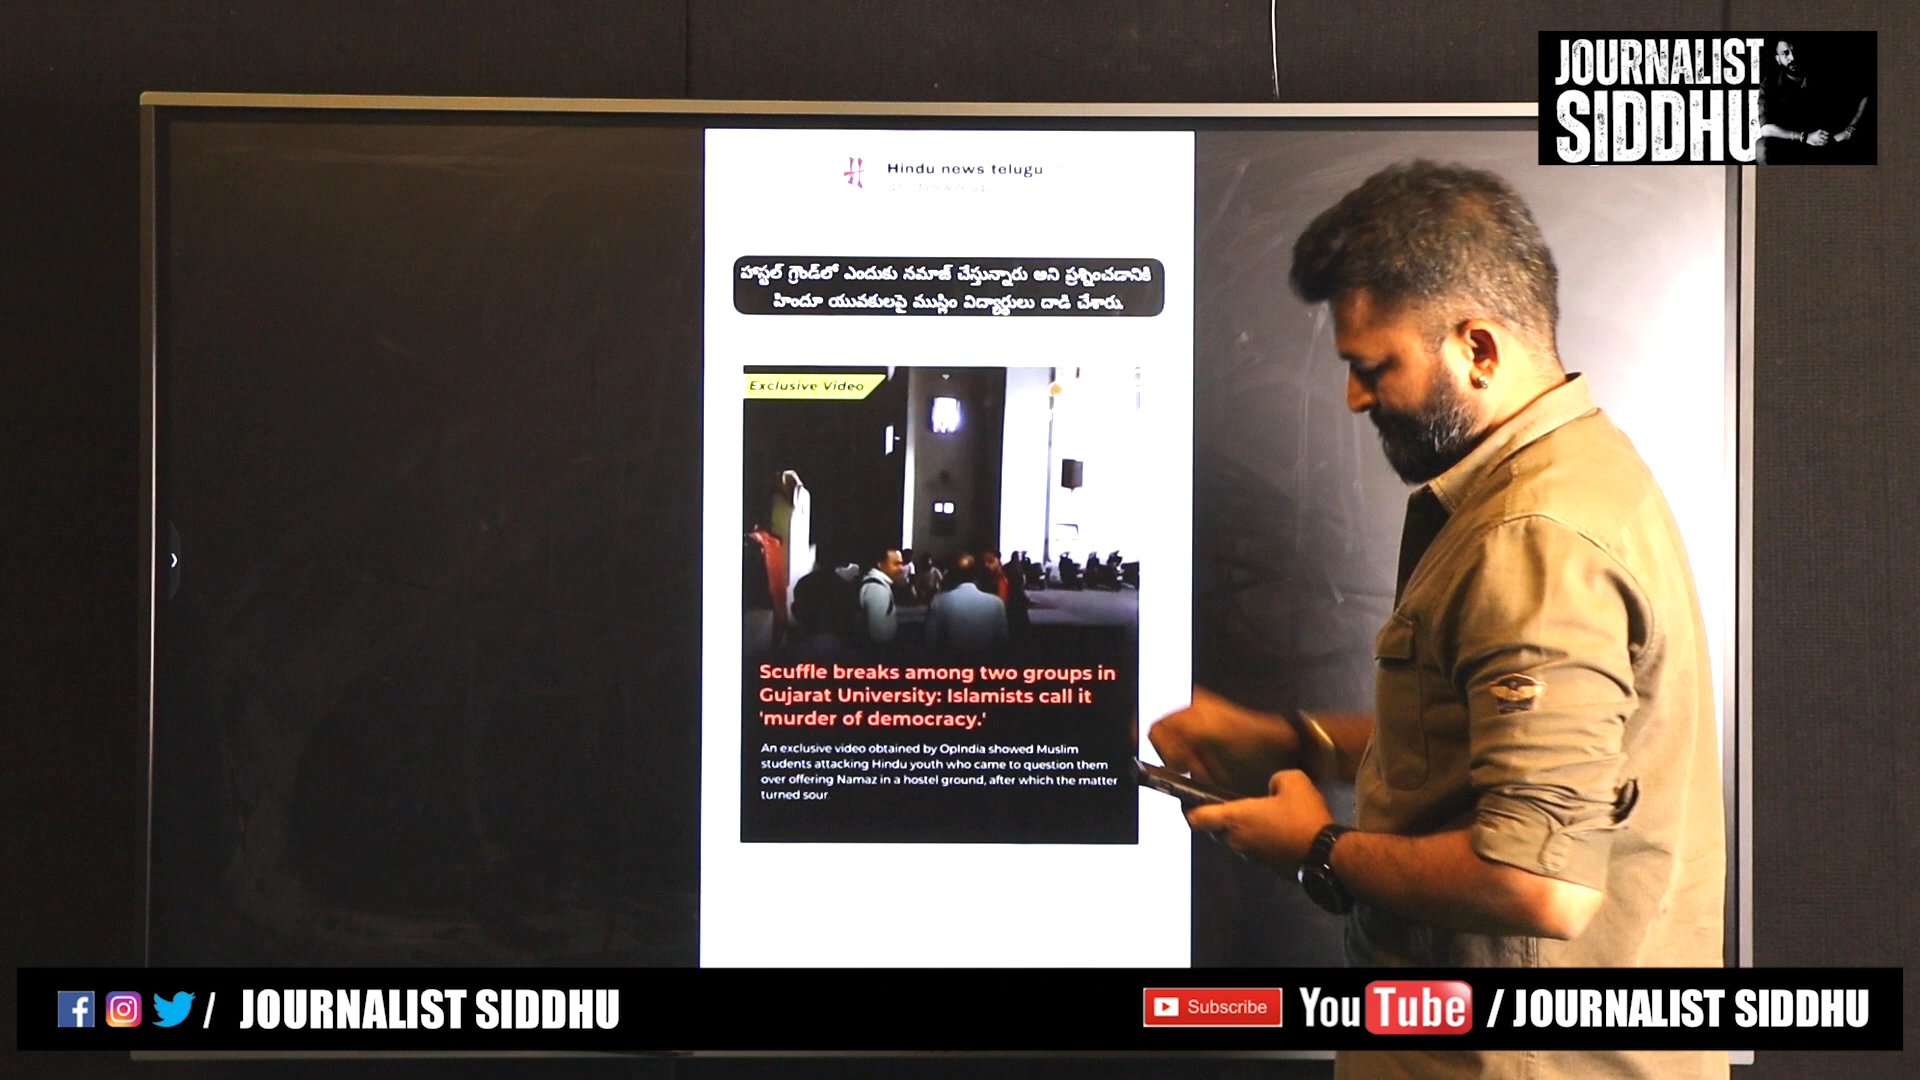 JOURNALIST
SIDDHU
Hindu news telugu
హాస్టల్ గ్రౌండ్‌లో ఎందుకు నమాజ్ చేస్తున్నారు అని ప్రశ్నించడానికి
హిందూ యువకులపై ముస్లిం విద్యార్థులు దాడి చేశారు.
Exclusive Video
Scuffle breaks among two groups in
Gujarat University: Islamists call it
'murder of democracy.'
An exclusive video obtained by OpIndia showed Muslim
students attacking Hindu youth who came to question them
over offering Namaz in a hostel ground, after which the matter
turned sour
/ JOURNALIST SIDDHU
Subscribe YouTube / JOURNALIST SIDDHU